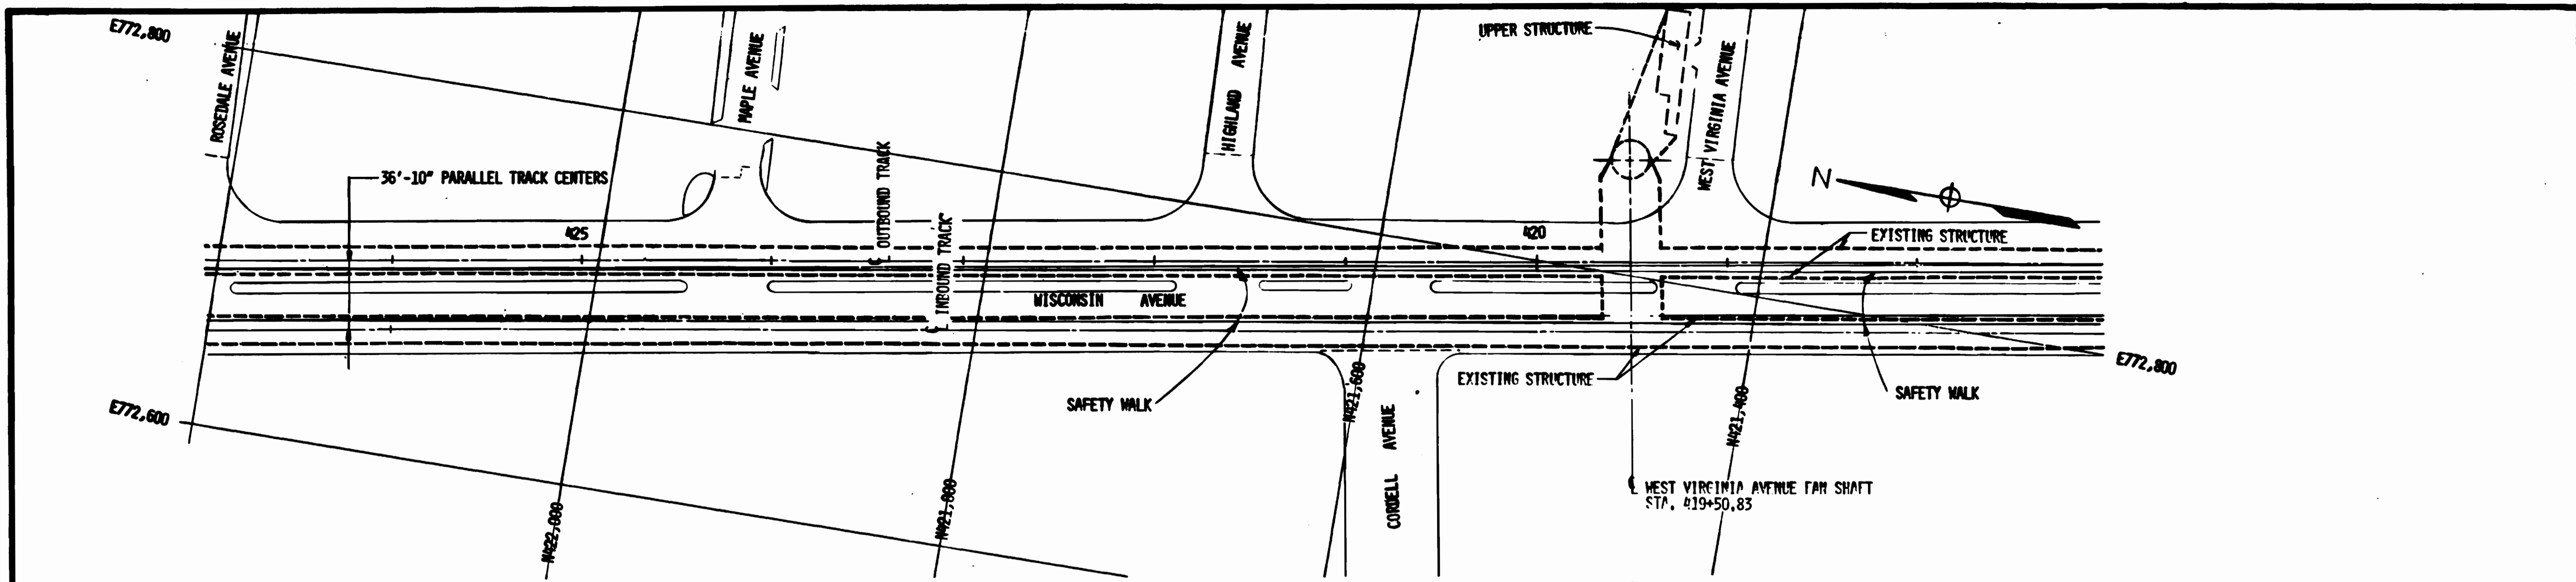 E772,800
ROSEDALE AVENUE
MAPLE AVENUE
HIGHLAND AVENUE
UPPER STRUCTURE
WEST VIRGINIA AVENUE
N
36'-10" PARALLEL TRACK CENTERS
OUTBOUND TRACK
INBOUND TRACK
425
420
EXISTING STRUCTURE
WISCONSIN AVENUE
E772,800
E772,600
SAFETY WALK
EXISTING STRUCTURE
SAFETY WALK
N422,000
N421,800
N421,600
N421,400
CORDELL AVENUE
WEST VIRGINIA AVENUE FAN SHAFT
STA. 419+50.83